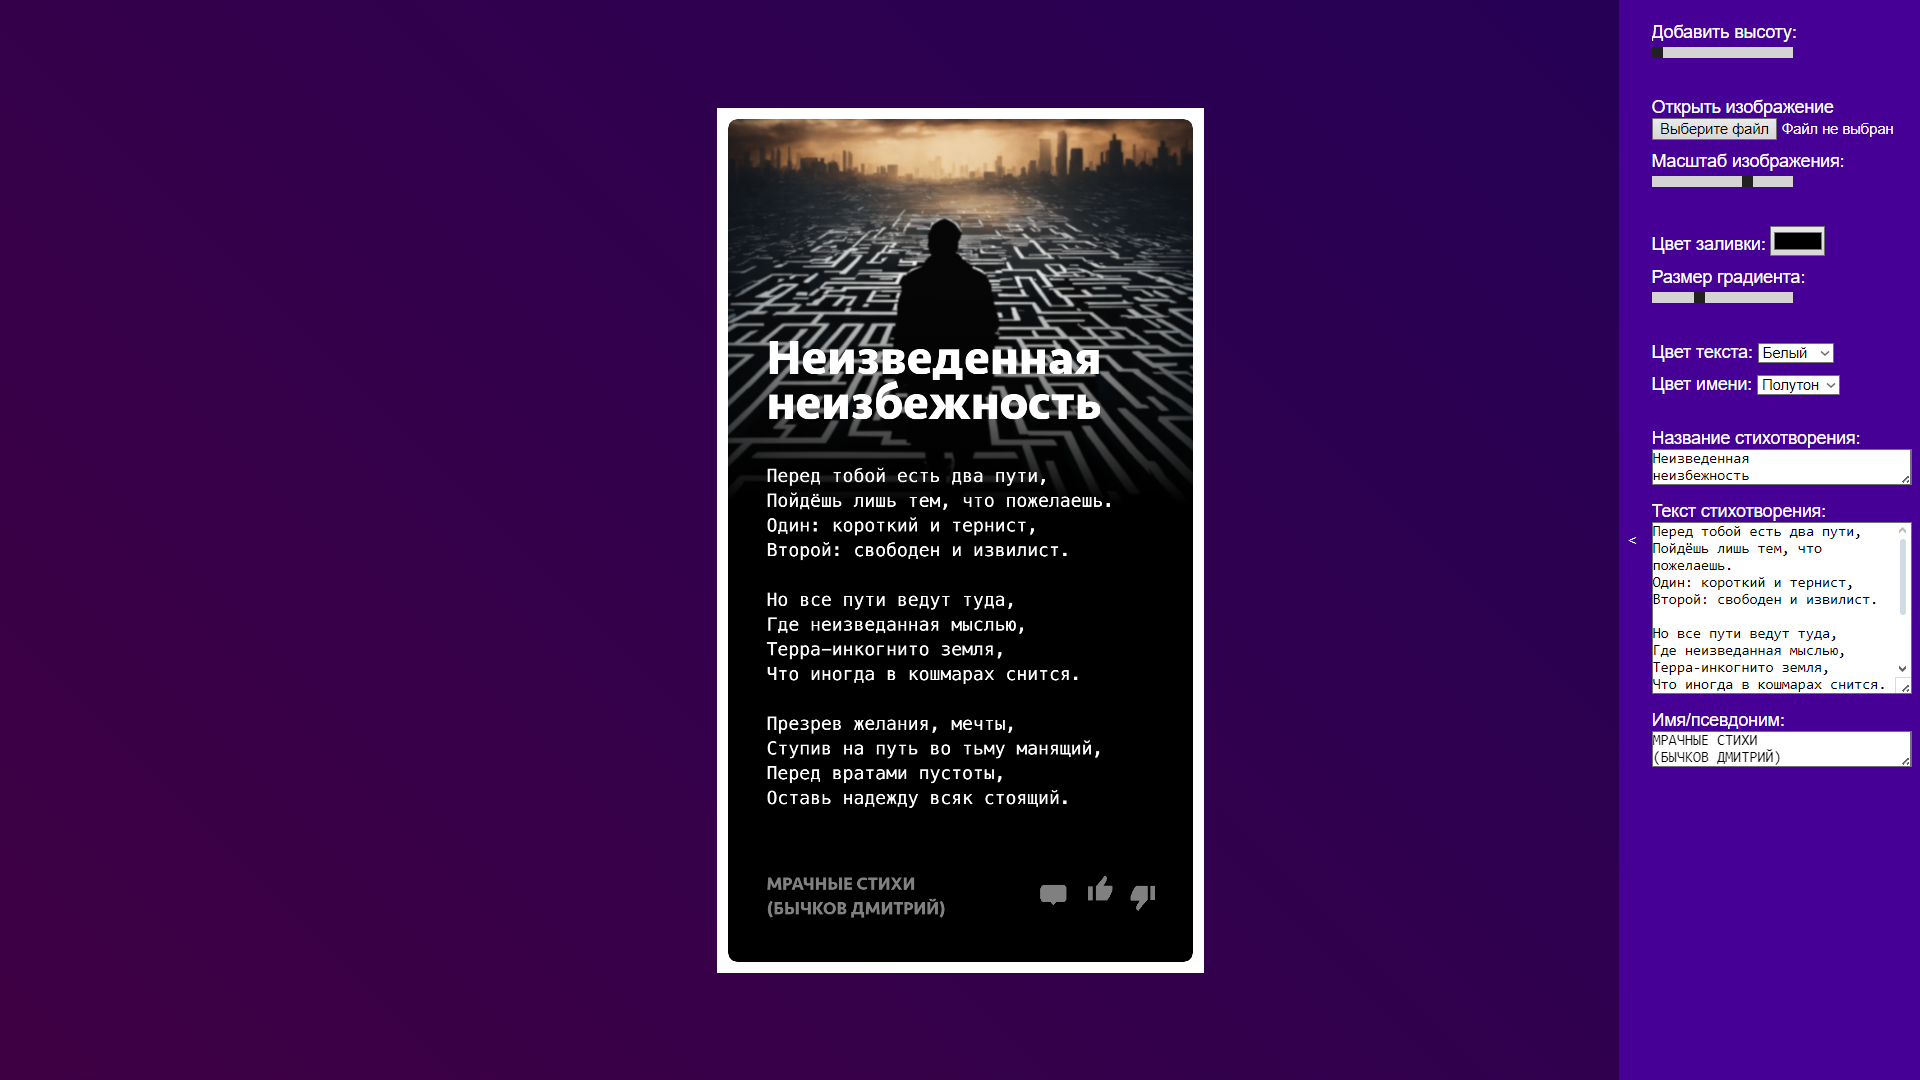 Неизведенная
неизбежность
Перед тобой есть два пути,
Пойдёшь лишь тем, что пожелаешь.
Один: короткий и тернист,
Второй: свободен и извилист.
Но все пути ведут туда,
Где неизведанная мыслью,
Терра-инкогнито земля,
Что иногда в кошмарах снится.
Презрев желания, мечты,
Ступив на путь во тьму манящий,
Перед вратами пустоты,
Оставь надежду всяк стоящий.
МРАЧНЫЕ СТИХИ
(БЫЧКОВ ДМИТРИЙ)
Добавить высоту:
Открыть изображение
Выберите файл Файл не выбран
Масштаб изображения:
Цвет заливки:
Размер градиента:
Цвет текста: Белый
Цвет имени: Полутон
Название стихотворения:
Неизведенная
неизбежность
Текст стихотворения:
<
Перед тобой есть два пути,
Пойдёшь лишь тем, что
пожелаешь.
Один: короткий и тернист,
Второй: свободен и извилист.
Но все пути ведут туда,
Где неизведанная мыслью,
Терра-инкогнито земля,
Что иногда в кошмарах снится.
Имя/псевдоним:
МРАЧНЫЕ СТИХИ
(БЫЧКОВ ДМИТРИЙ)